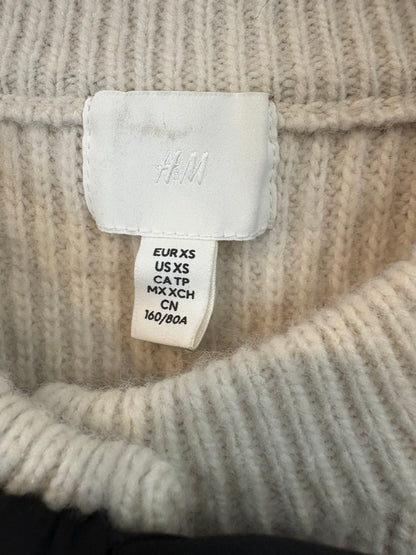 H&M
EUR XS
US XS
CA TP
MX XCH
CN
160/80A